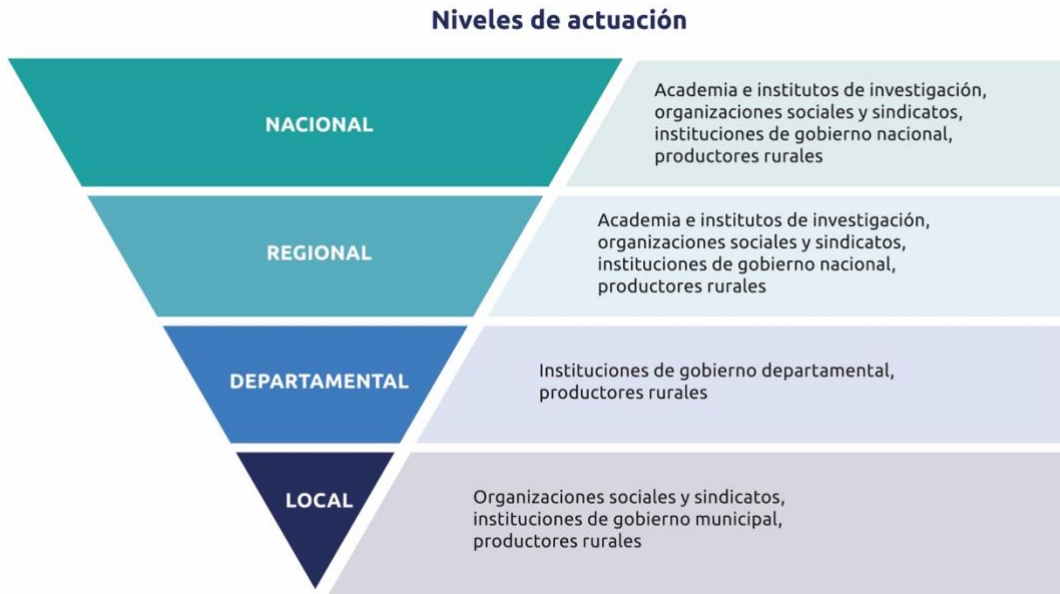 Niveles de actuación
NACIONAL
Academia e institutos de investigación,
organizaciones sociales y sindicatos,
instituciones de gobierno nacional,
productores rurales
REGIONAL
Academia e institutos de investigación,
organizaciones sociales y sindicatos,
instituciones de gobierno nacional,
productores rurales
DEPARTAMENTAL
Instituciones de gobierno departamental,
productores rurales
LOCAL
Organizaciones sociales y sindicatos,
instituciones de gobierno municipal,
productores rurales